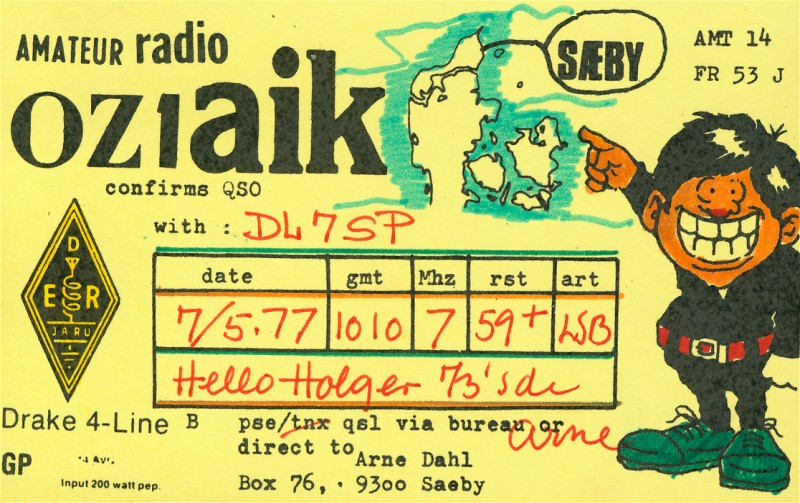 AMATEUR radio
OZ1aik
SÆBY
AMT 14
FR 53 J
confirms QSO
with : DL7SP
date gmt Mhz rst art
7/5.77 1010 7 59+ LSB
Hello Holger 73's de
Arne
E D R
IARU
Drake 4-Line B
GP
Input 200 watt pep.
pse/tnx qsl via bureau or
direct to
Arne Dahl
Box 76, . 9300 Saeby